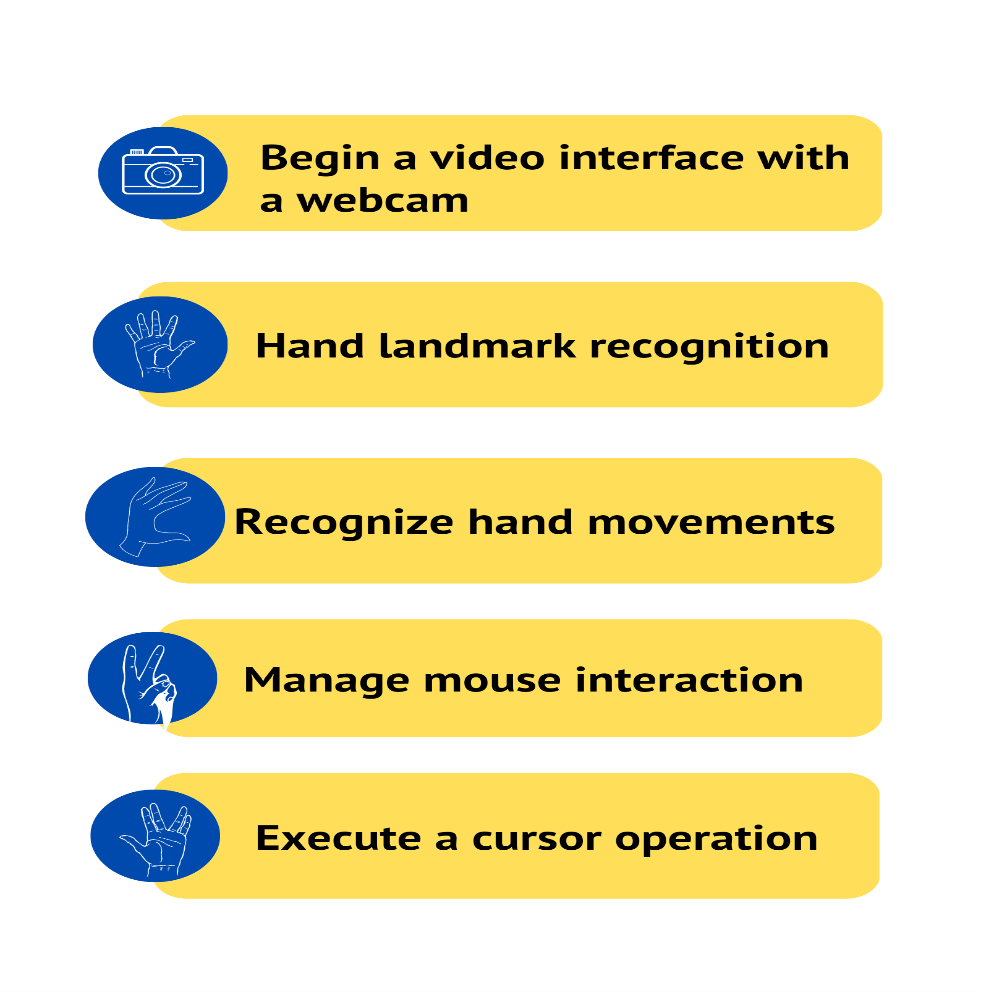 Begin a video interface with
a webcam
Hand landmark recognition
Recognize hand movements
Manage mouse interaction
Execute a cursor operation